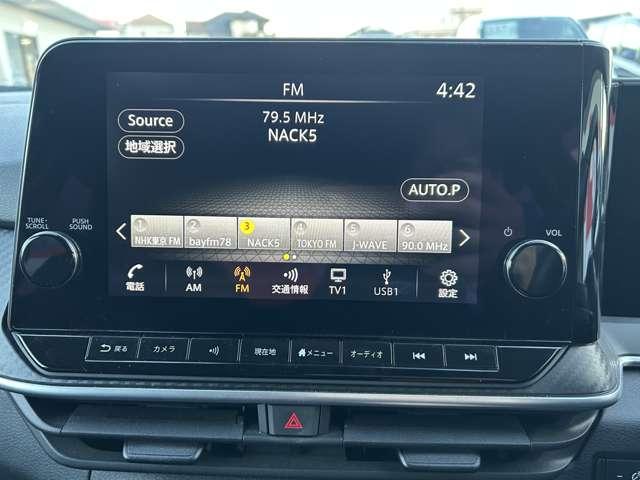 FM
4:42
Source
79.5 MHz
NACK5
地域選択
AUTO.P
TUNE・SCROLL
PUSH SOUND
VOL
1 2 3 4 5 6
NHK東京 FM bayfm78 NACK5 TOKYO FM J-WAVE 90.0 MHz
電話 AM FM 交通情報 TV1 USB1 設定
戻る カメラ 現在地 メニュー オーディオ